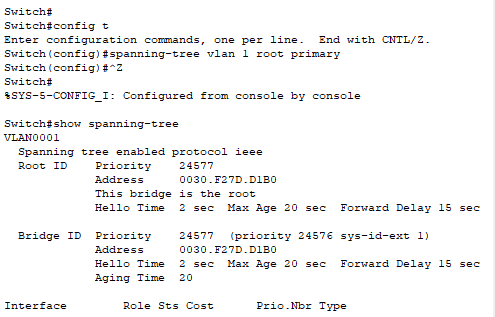 Switch#
Switch#config t
Enter configuration commands, one per line.  End with CNTL/Z.
Switch(config)#spanning-tree vlan 1 root primary
Switch(config)#^Z
Switch#
%SYS-5-CONFIG_I: Configured from console by console
Switch#show spanning-tree
VLAN0001
  Spanning tree enabled protocol ieee
  Root ID    Priority    24577
             Address     0030.F27D.D1B0
             This bridge is the root
             Hello Time  2 sec  Max Age 20 sec  Forward Delay 15 sec
  Bridge ID  Priority    24577  (priority 24576 sys-id-ext 1)
             Address     0030.F27D.D1B0
             Hello Time  2 sec  Max Age 20 sec  Forward Delay 15 sec
             Aging Time  20
Interface        Role Sts Cost      Prio.Nbr Type